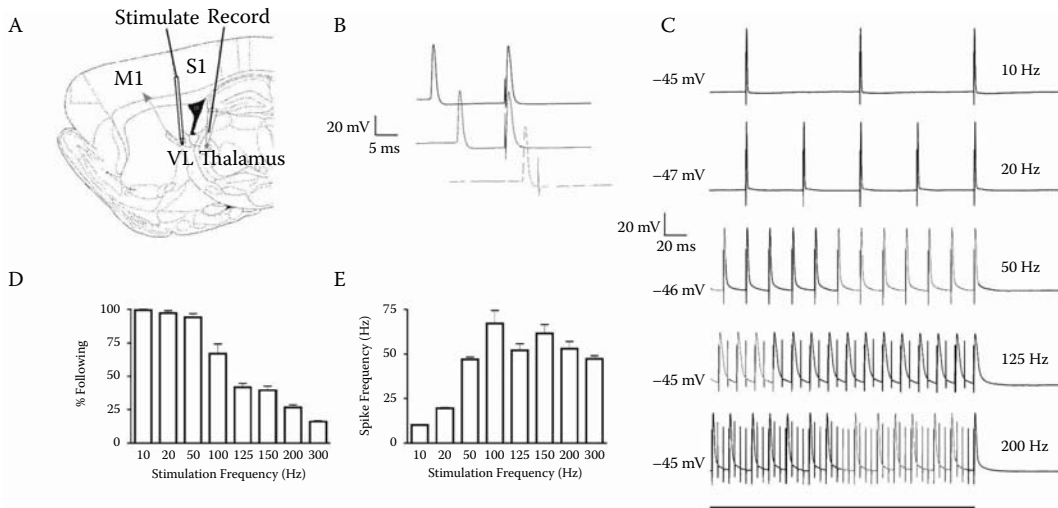 A
Stimulate Record
M1
S1
VL Thalamus
B
20 mV
5 ms
C
−45 mV
10 Hz
−47 mV
20 Hz
20 mV
20 ms
−46 mV
50 Hz
−45 mV
125 Hz
−45 mV
200 Hz
D
% Following
100
75
50
25
0
10 20 50 100 125 150 200 300
Stimulation Frequency (Hz)
E
Spike Frequency (Hz)
75
50
25
0
10 20 50 100 125 150 200 300
Stimulation Frequency (Hz)